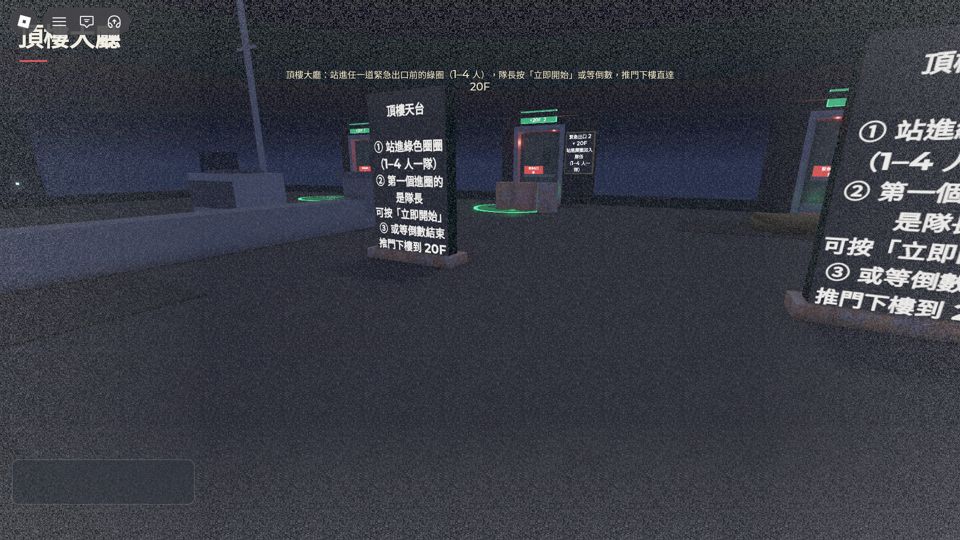 頂樓大廳
頂樓大廳：站進任一道緊急出口前的綠圈（1–4 人），隊長按「立即開始」或等倒數，推門下樓直達
20F
頂樓天台
① 站進綠色圈圈
（1–4 人一隊）
② 第一個進圈的
是隊長
可按「立即開始」
③ 或等倒數結束
推門下樓到 20F
緊急出口 2
→ 20F
（1–4 人一
隊）
① 站進
（1–4 人
② 第一個
是隊
可按「立即
③ 或等倒數
推門下樓到